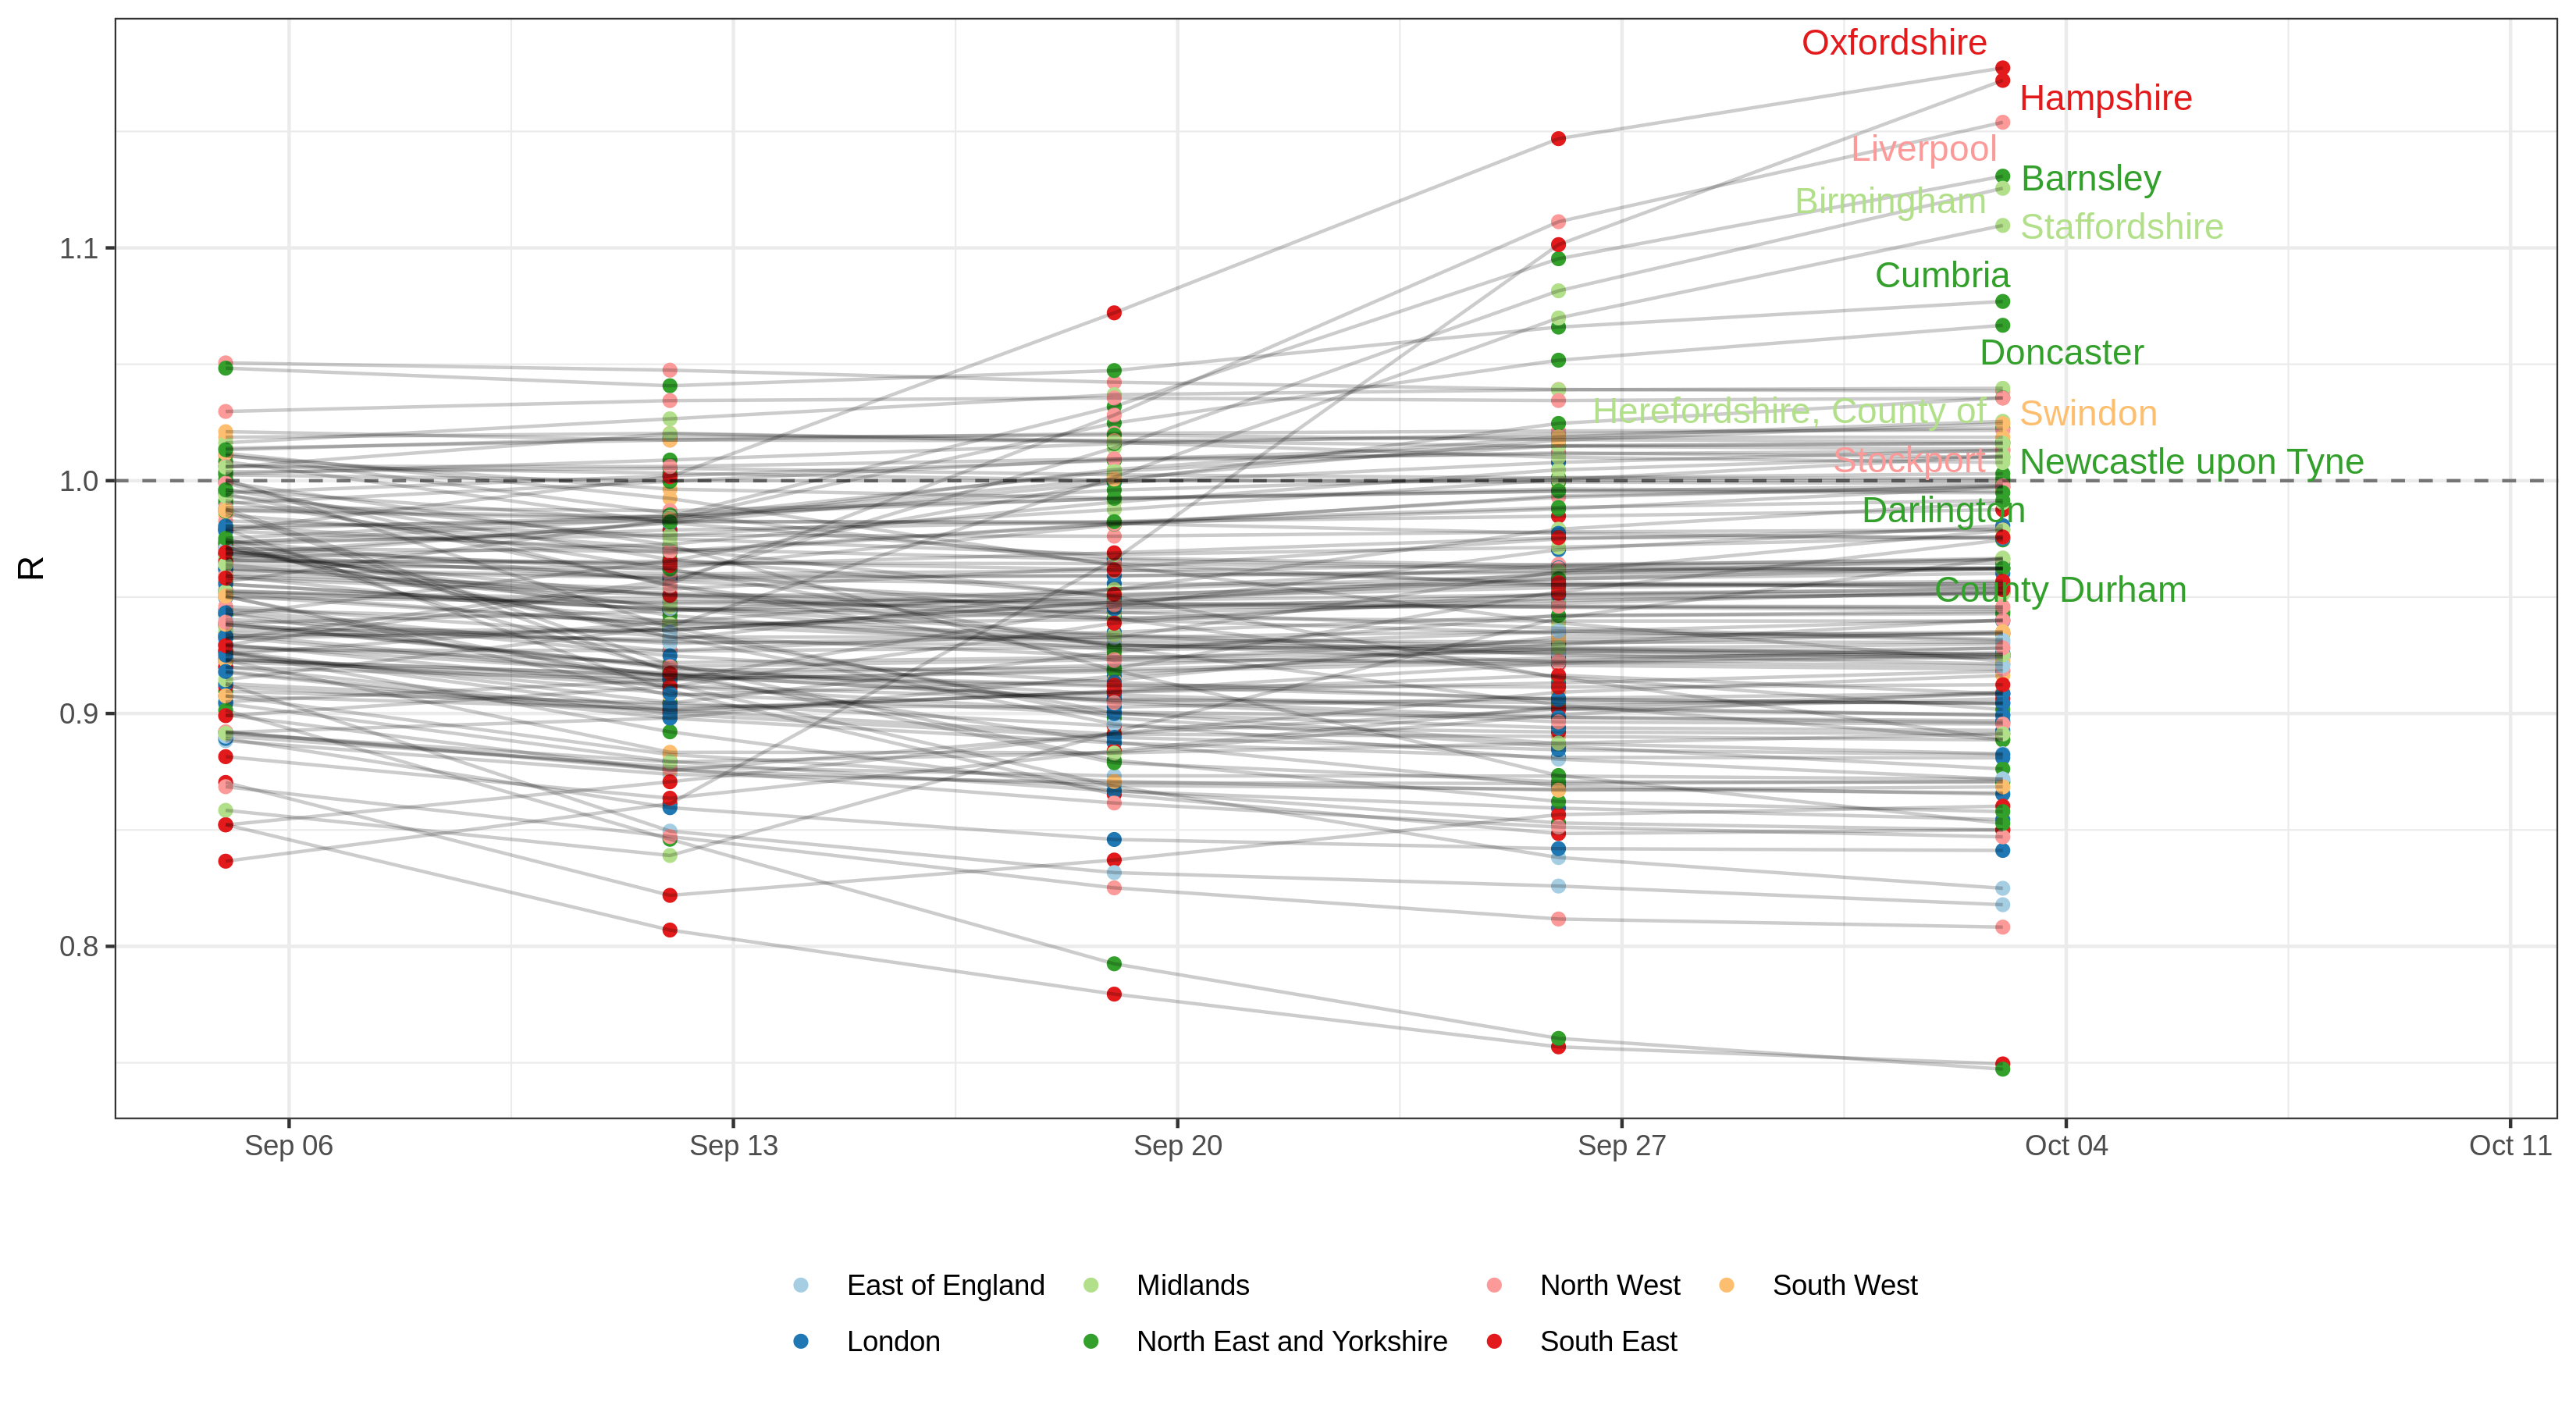 Oxfordshire
Hampshire
Liverpool
Barnsley
Birmingham
Staffordshire
1.1
Cumbria
Doncaster
Herefordshire, County of
Swindon
Stockport
Newcastle upon Tyne
1.0
Darlington
R
County Durham
0.9
0.8
Sep 06 Sep 13 Sep 20 Sep 27 Oct 04 Oct 11
East of England Midlands North West South West
London North East and Yorkshire South East